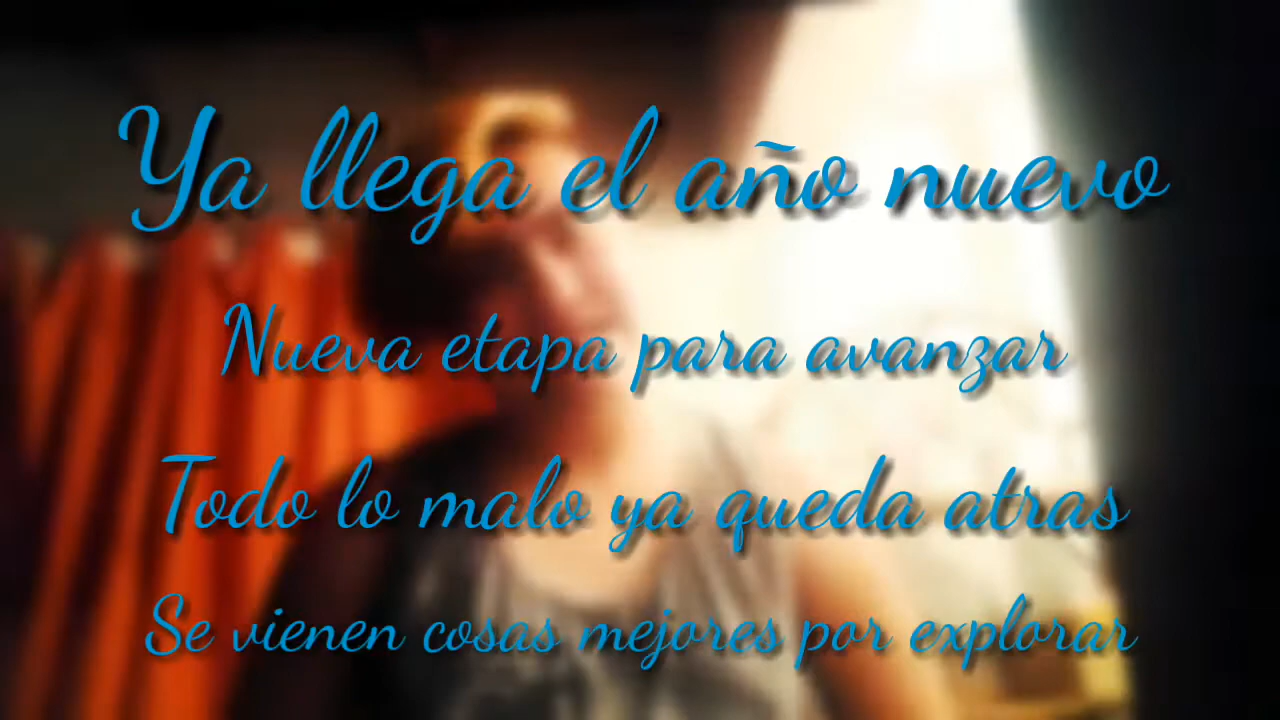 Ya llega el año nuevo
Nueva etapa para avanzar
Todo lo malo ya queda atras
Se vienen cosas mejores por explorar